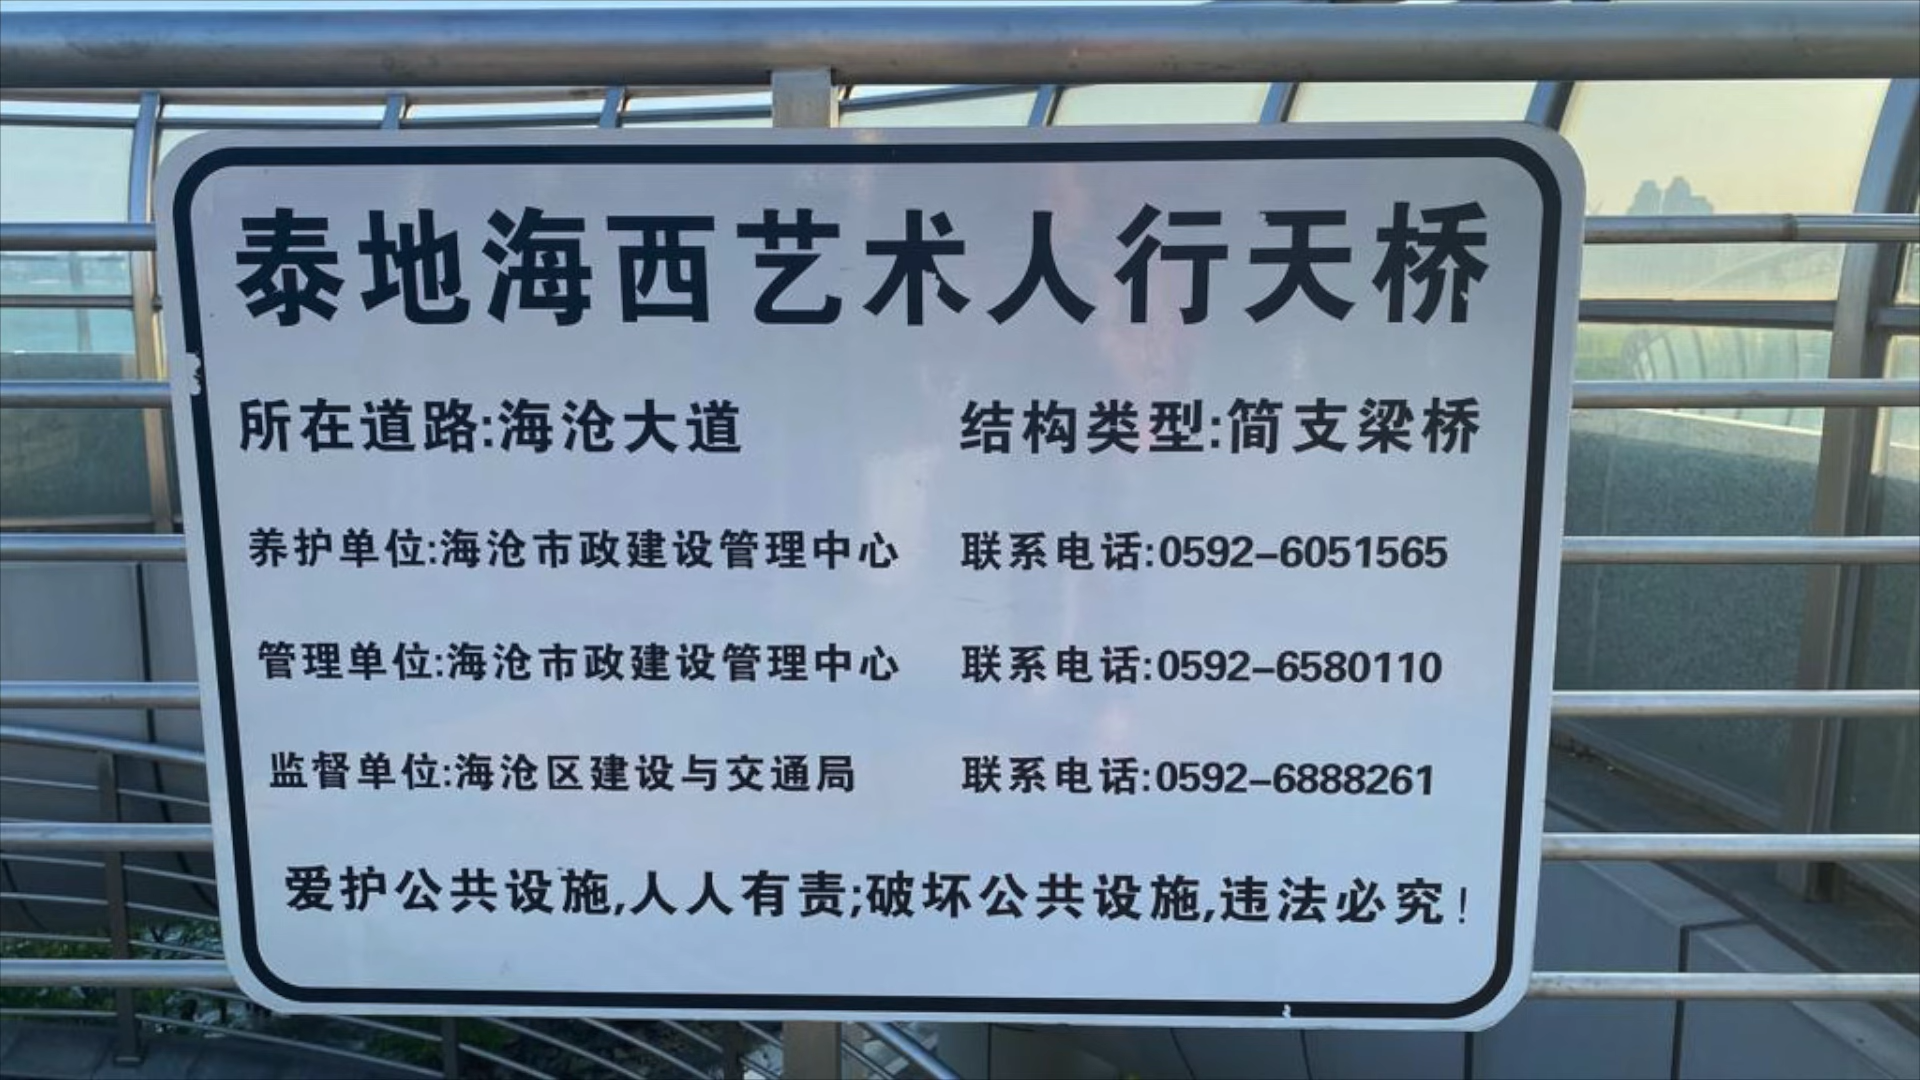 泰地海西艺术人行天桥
所在道路:海沧大道 结构类型:简支梁桥
养护单位:海沧市政建设管理中心 联系电话:0592-6051565
管理单位:海沧市政建设管理中心 联系电话:0592-6580110
监督单位:海沧区建设与交通局 联系电话:0592-6888261
爱护公共设施,人人有责;破坏公共设施,违法必究!